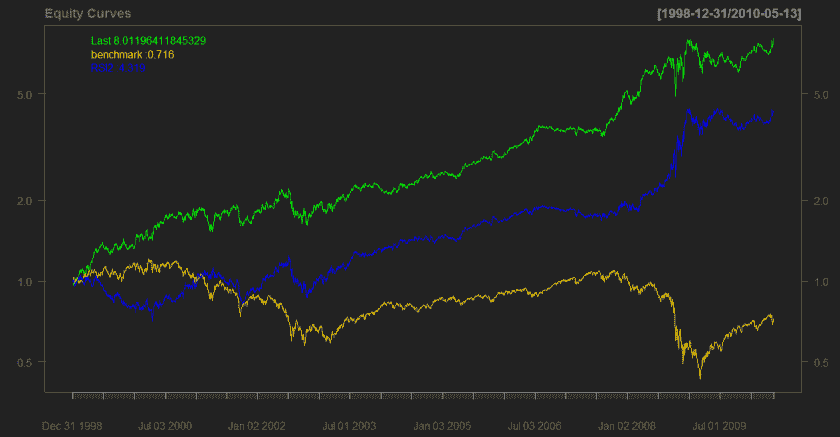 Equity Curves
[1998-12-31/2010-05-13]
Last 8.01196411845329
benchmark :0.716
5.0
5.0
2.0
2.0
1.0
1.0
0.5
0.5
Dec 31 1998
Jul 03 2000
Jan 02 2002
Jul 01 2003
Jan 03 2005
Jul 03 2006
Jan 02 2008
Jul 01 2009